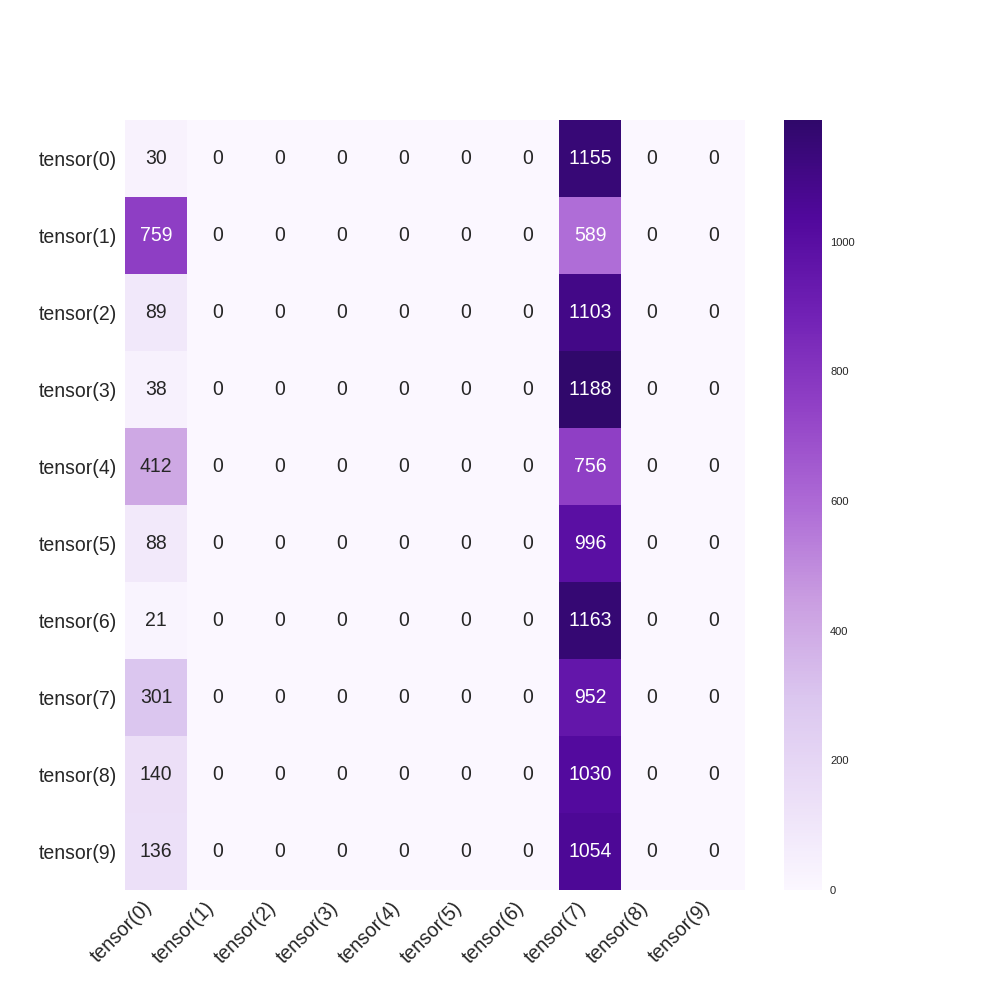 tensor(0) 30 0 0 0 0 0 0 1155 0 0
tensor(1) 759 0 0 0 0 0 0 589 0 0
tensor(2) 89 0 0 0 0 0 0 1103 0 0
tensor(3) 38 0 0 0 0 0 0 1188 0 0
tensor(4) 412 0 0 0 0 0 0 756 0 0
tensor(5) 88 0 0 0 0 0 0 996 0 0
tensor(6) 21 0 0 0 0 0 0 1163 0 0
tensor(7) 301 0 0 0 0 0 0 952 0 0
tensor(8) 140 0 0 0 0 0 0 1030 0 0
tensor(9) 136 0 0 0 0 0 0 1054 0 0
tensor(0) tensor(1) tensor(2) tensor(3) tensor(4) tensor(5) tensor(6) tensor(7) tensor(8) tensor(9)
1000
800
600
400
200
0